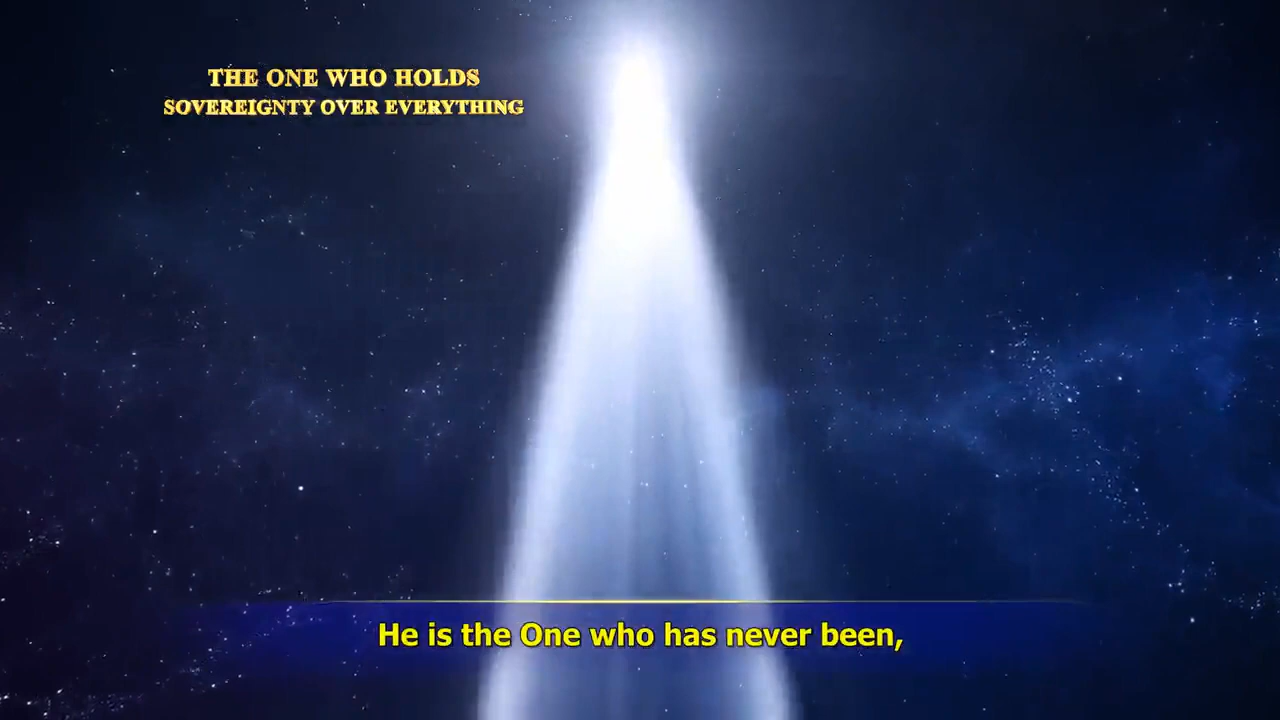 THE ONE WHO HOLDS
SOVEREIGNTY OVER EVERYTHING
He is the One who has never been,